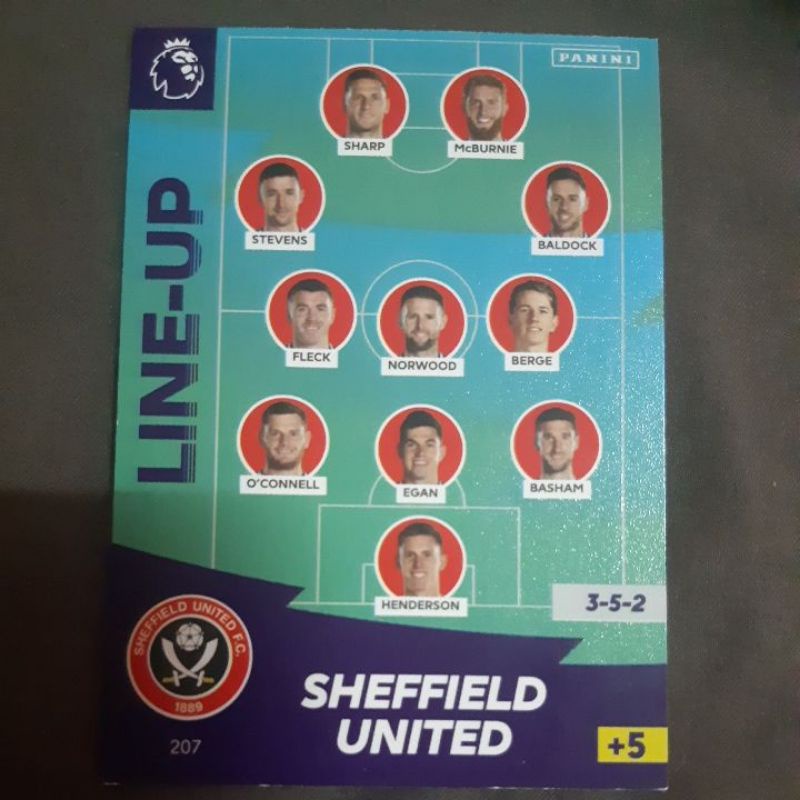 PANINI
LINE-UP
SHARP
McBURNIE
STEVENS
BALDOCK
FLECK
NORWOOD
BERGE
O'CONNELL
EGAN
BASHAM
HENDERSON
3-5-2
SHEFFIELD UNITED F.C.
1889
SHEFFIELD
UNITED
207
+5